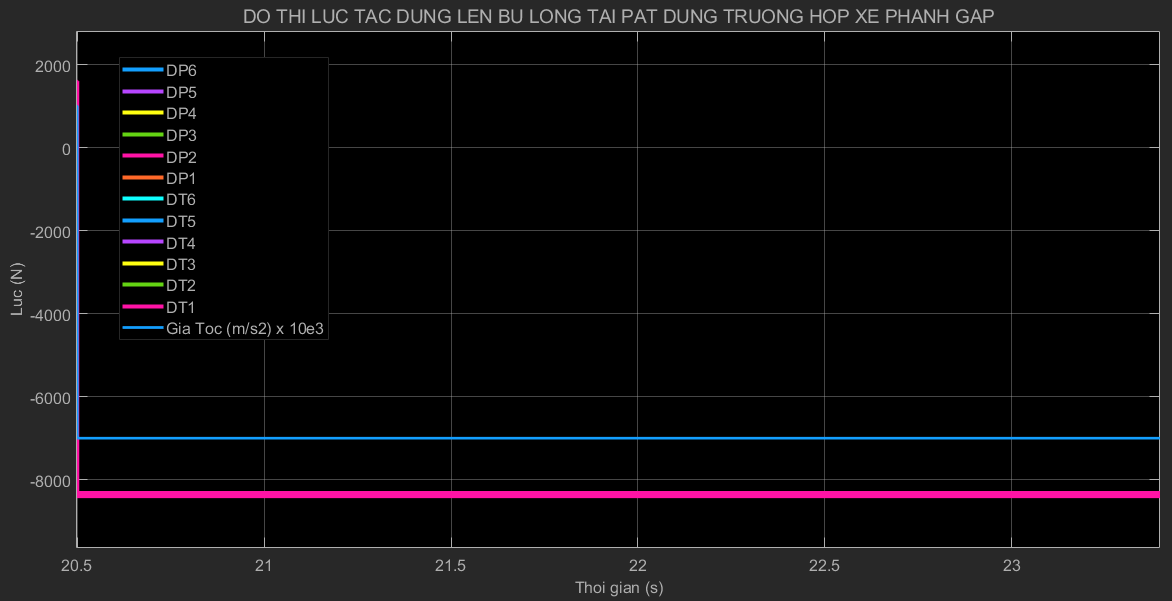 DO THI LUC TAC DUNG LEN BU LONG TAI PAT DUNG TRUONG HOP XE PHANH GAP
2000
0
-2000
-4000
-6000
-8000
Luc (N)
DP6
DP5
DP4
DP3
DP2
DP1
DT6
DT5
DT4
DT3
DT2
DT1
Gia Toc (m/s2) x 10e3
20.5 21 21.5 22 22.5 23
Thoi gian (s)